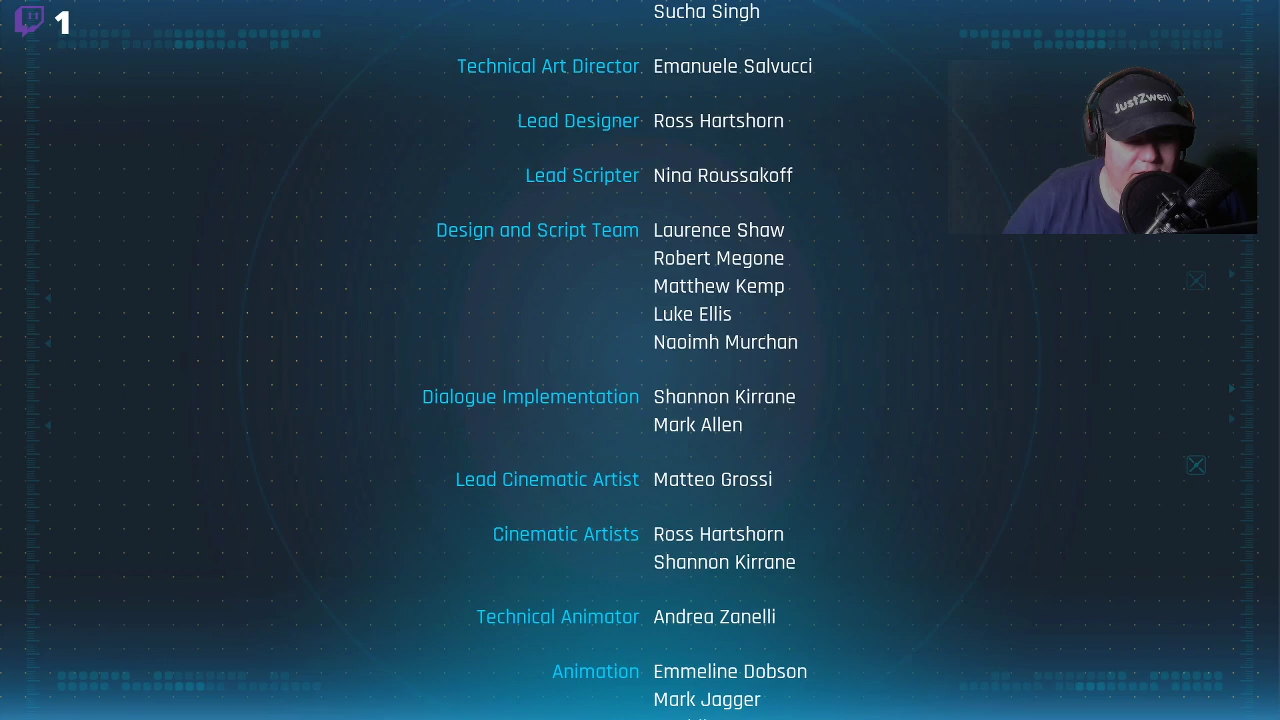 1
Sucha Singh
Technical Art Director Emanuele Salvucci
Lead Designer Ross Hartshorn
Lead Scripter Nina Roussakoff
Design and Script Team Laurence Shaw
Robert Megone
Matthew Kemp
Luke Ellis
Naoimh Murchan
Dialogue Implementation Shannon Kirrane
Mark Allen
Lead Cinematic Artist Matteo Grossi
Cinematic Artists Ross Hartshorn
Shannon Kirrane
Technical Animator Andrea Zanelli
Animation Emmeline Dobson
Mark Jagger
JustZweni